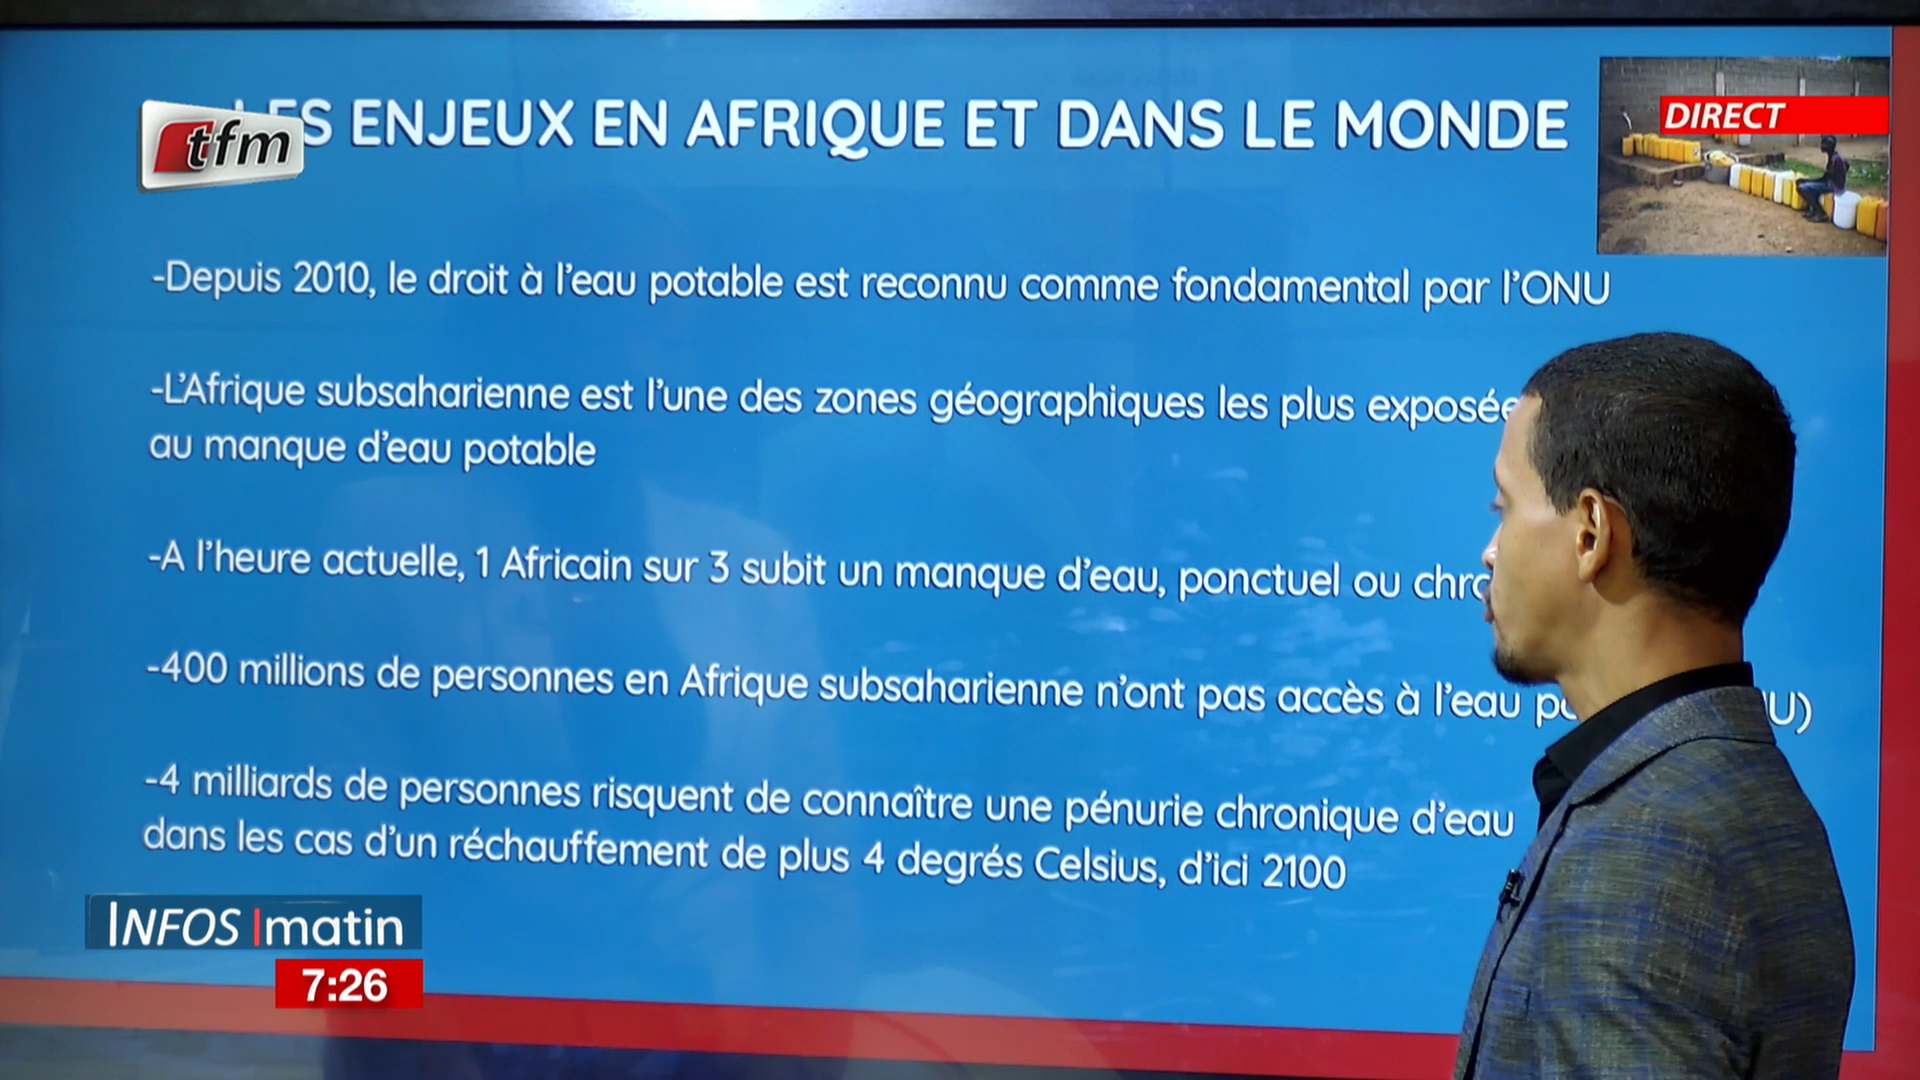 LES ENJEUX EN AFRIQUE ET DANS LE MONDE
tfm
DIRECT
-Depuis 2010, le droit à l'eau potable est reconnu comme fondamental par l'ONU
-L'Afrique subsaharienne est l'une des zones géographiques les plus
au manque d'eau potable
-A l'heure actuelle, 1 Africain sur 3 subit un manque d'eau, ponctuel ou
-400 millions de personnes en Afrique subsaharienne n'ont pas accès à l'eau
-4 milliards de personnes risquent de connaître une pénurie chronique d'eau
dans les cas d'un réchauffement de plus 4 degrés Celsius, d'ici 2100
INFOS matin
7:26